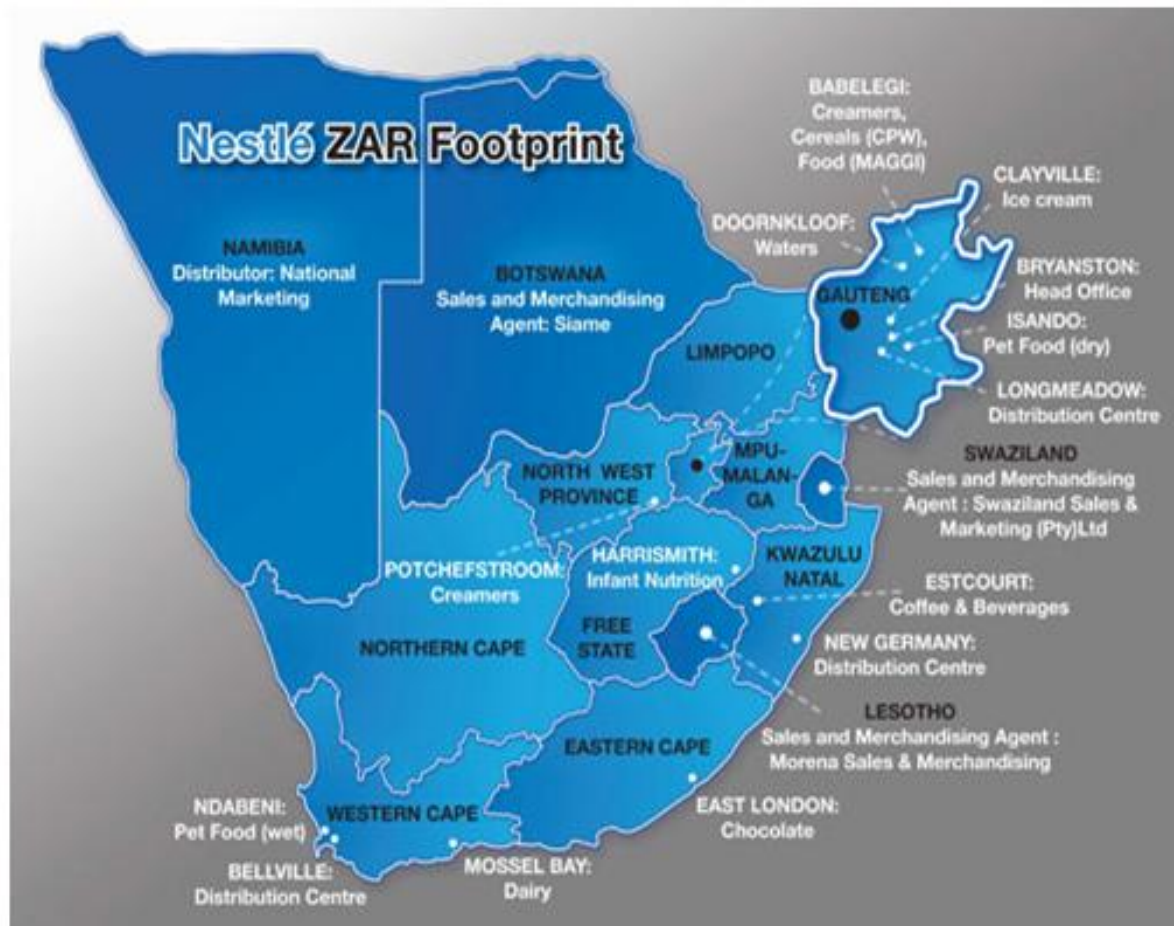 Nestlé ZAR Footprint
BABELEGI:
Creamers,
Cereals (CPW),
Food (MAGGI)
CLAYVILLE:
Ice cream
DOORNKLOOF:
Waters
BRYANSTON:
Head Office
GAUTENG
ISANDO:
Pet Food (dry)
LONGMEADOW:
Distribution Centre
NAMIBIA
Distributor: National
Marketing
BOTSWANA
Sales and Merchandising
Agent: Siame
LIMPOPO
NORTH WEST
PROVINCE
MPU-
MALAN-
GA
SWAZILAND
Sales and Merchandising
Agent : Swaziland Sales &
Marketing (Pty)Ltd
POTCHEFSTROOM:
Creamers
HARRISMITH:
Infant Nutrition
KWAZULU
NATAL
ESTCOURT:
Coffee & Beverages
FREE
STATE
NORTHERN CAPE
NEW GERMANY:
Distribution Centre
LESOTHO
Sales and Merchandising Agent :
Morena Sales & Merchandising
EASTERN CAPE
EAST LONDON:
Chocolate
WESTERN CAPE
NDABENI:
Pet Food (wet)
BELLVILLE:
Distribution Centre
MOSSEL BAY:
Dairy